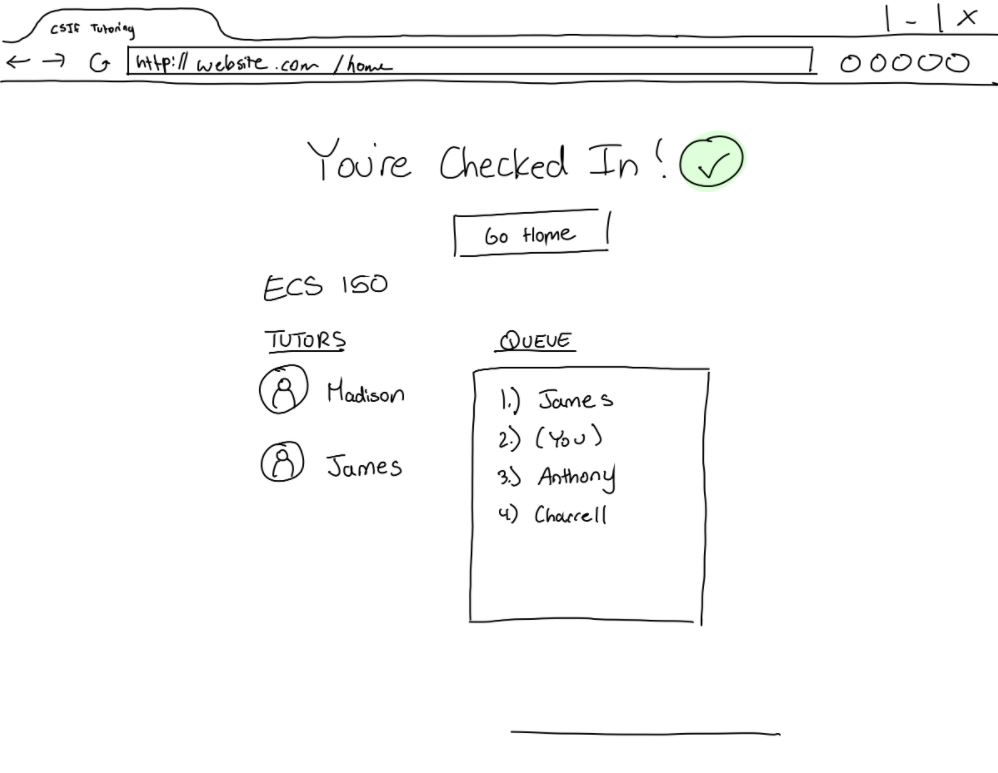 CSIF Tutoring
http:// website.com /home
You're Checked In!
Go Home
ECS 150
TUTORS
Madison
James
QUEUE
1.) James
2.) (You)
3.) Anthony
4) Charrell